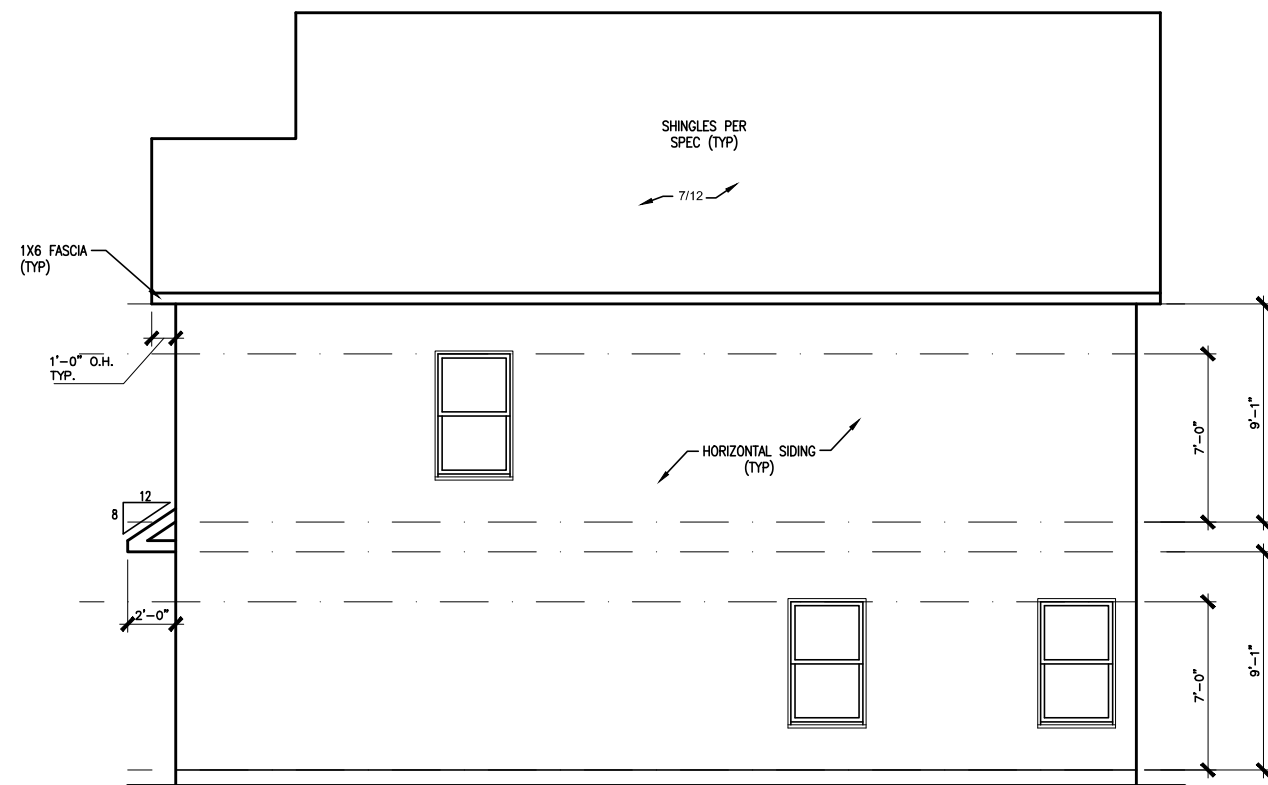 SHINGLES PER
SPEC (TYP)
7/12
1X6 FASCIA
(TYP)
1'-0" O.H.
TYP.
HORIZONTAL SIDING
(TYP)
7'-0"
9'-1"
12
8
2'-0"
7'-0"
9'-1"